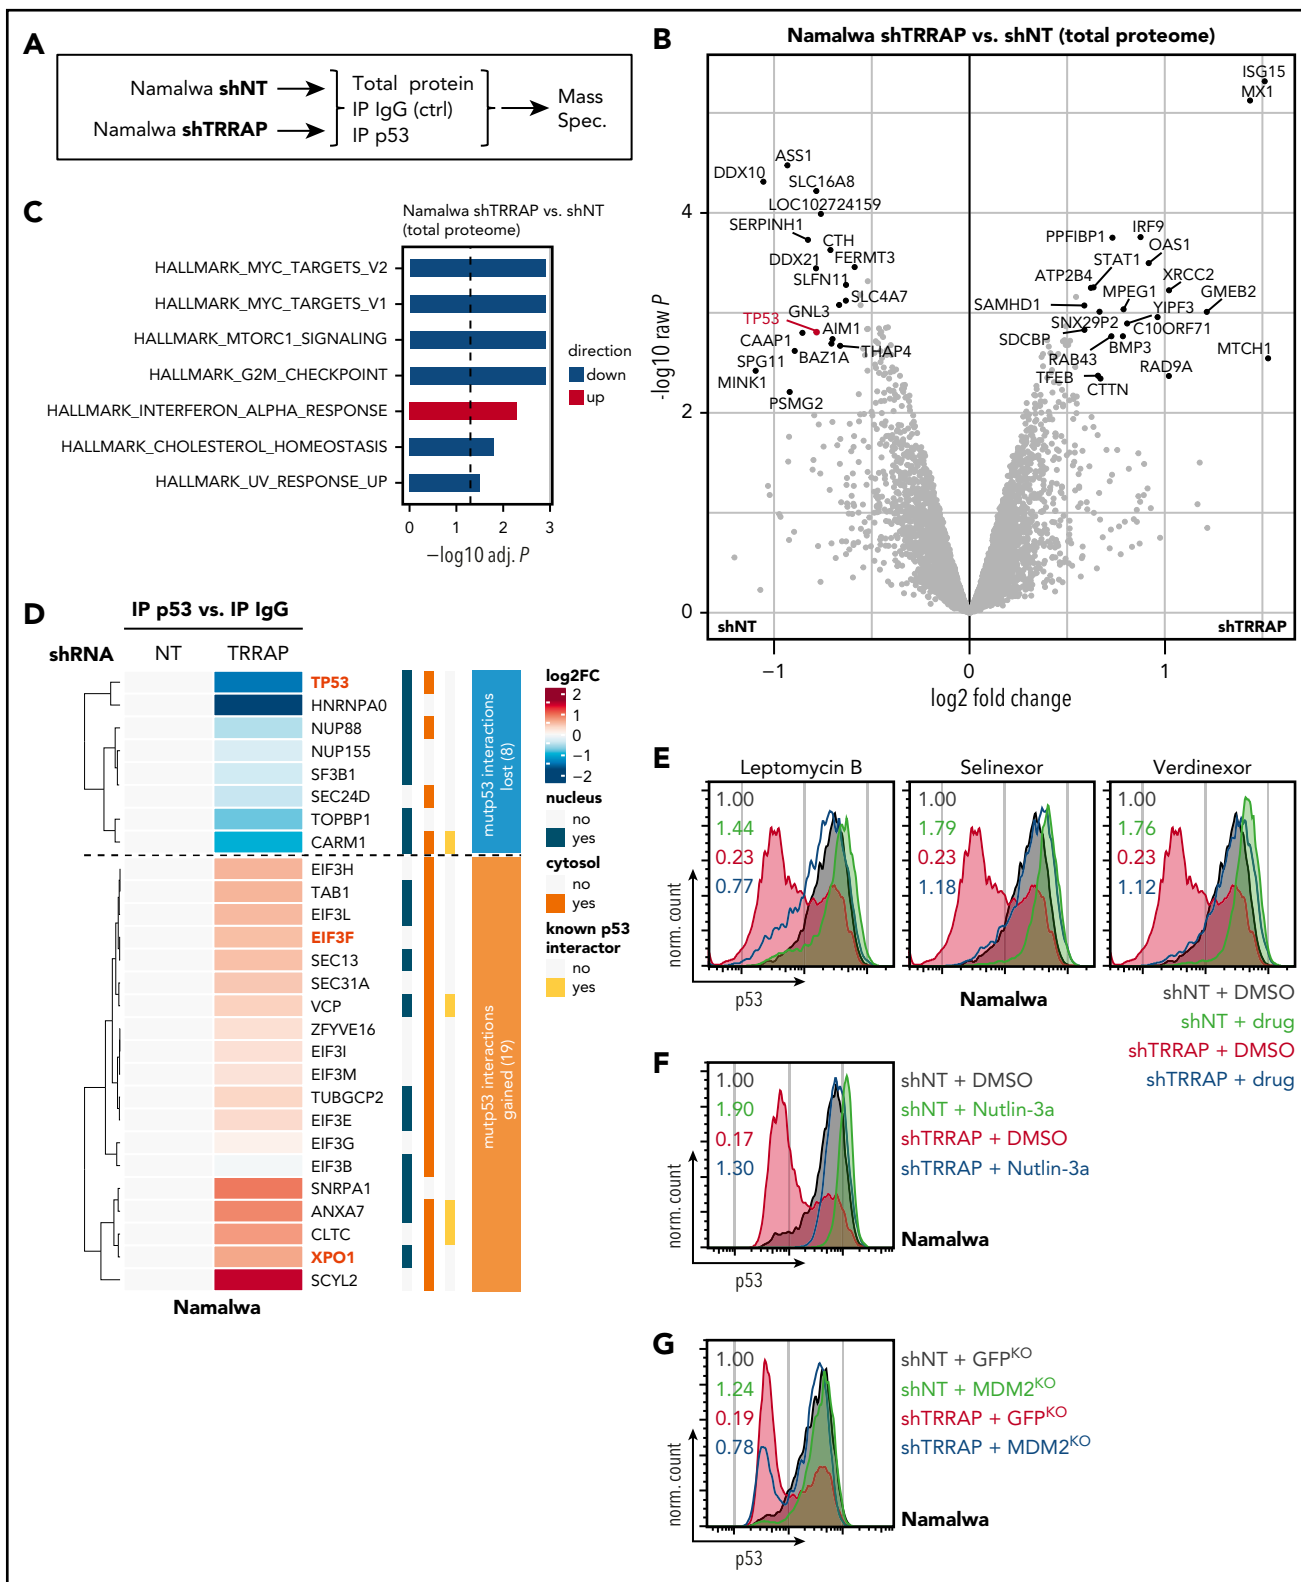 A
Namalwa shNT
Namalwa shTRRAP
Total protein
IP IgG (ctrl)
IP p53
Mass
Spec.
B
Namalwa shTRRAP vs. shNT (total proteome)
ISG15
MX1
ASS1
DDX10
SLC16A8
LOC102724159
SERPINH1
CTH
DDX21
FERMT3
SLFN11
SLC4A7
GNL3
TP53
AIM1
CAAP1
BAZ1A
THAP4
SPG11
MINK1
PSMG2
PPFIBP1
IRF9
OAS1
STAT1
ATP2B4
XRCC2
MPEG1
GMEB2
SAMHD1
YIPF3
SNX29P2
C10ORF71
SDCBP
BMP3
MTCH1
RAB43
RAD9A
TFEB
CTTN
4
2
0
-log10 raw P
shNT
shTRRAP
−1
0
1
log2 fold change
C
Namalwa shTRRAP vs. shNT
(total proteome)
HALLMARK_MYC_TARGETS_V2
HALLMARK_MYC_TARGETS_V1
HALLMARK_MTORC1_SIGNALING
HALLMARK_G2M_CHECKPOINT
HALLMARK_INTERFERON_ALPHA_RESPONSE
HALLMARK_CHOLESTEROL_HOMEOSTASIS
HALLMARK_UV_RESPONSE_UP
direction
down
up
0 1 2 3
−log10 adj. P
D
IP p53 vs. IP IgG
shRNA NT TRRAP
TP53
HNRNPA0
NUP88
NUP155
SF3B1
SEC24D
TOPBP1
CARM1
EIF3H
TAB1
EIF3L
EIF3F
SEC13
SEC31A
VCP
ZFYVE16
EIF3I
EIF3M
TUBGCP2
EIF3E
EIF3G
EIF3B
SNRPA1
ANXA7
CLTC
XPO1
SCYL2
Namalwa
mutp53 interactions
lost (8)
mutp53 interactions
gained (19)
log2FC
2
1
0
−1
−2
nucleus
no
yes
cytosol
no
yes
known p53
interactor
no
yes
E
Leptomycin B
Selinexor
Verdinexor
1.00
1.44
0.23
0.77
1.00
1.79
0.23
1.18
1.00
1.76
0.23
1.12
norm. count
p53
Namalwa
shNT + DMSO
shNT + drug
shTRRAP + DMSO
shTRRAP + drug
F
1.00
1.90
0.17
1.30
shNT + DMSO
shNT + Nutlin-3a
shTRRAP + DMSO
shTRRAP + Nutlin-3a
norm. count
p53
Namalwa
G
1.00
1.24
0.19
0.78
shNT + GFPKO
shNT + MDM2KO
shTRRAP + GFPKO
shTRRAP + MDM2KO
norm. count
p53
Namalwa